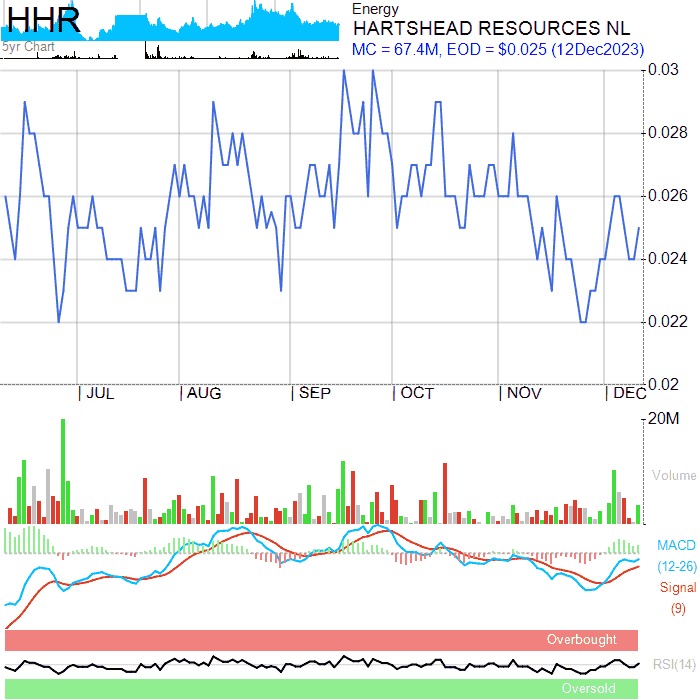 HHR
5yr Chart
Energy
HARTSHEAD RESOURCES NL
MC = 67.4M, EOD = $0.025 (12Dec2023)
0.03
0.028
0.026
0.024
0.022
0.02
| JUL | AUG | SEP | OCT | NOV | DEC
20M
Volume
MACD
(12-26)
Signal
(9)
Overbought
RSI(14)
Oversold